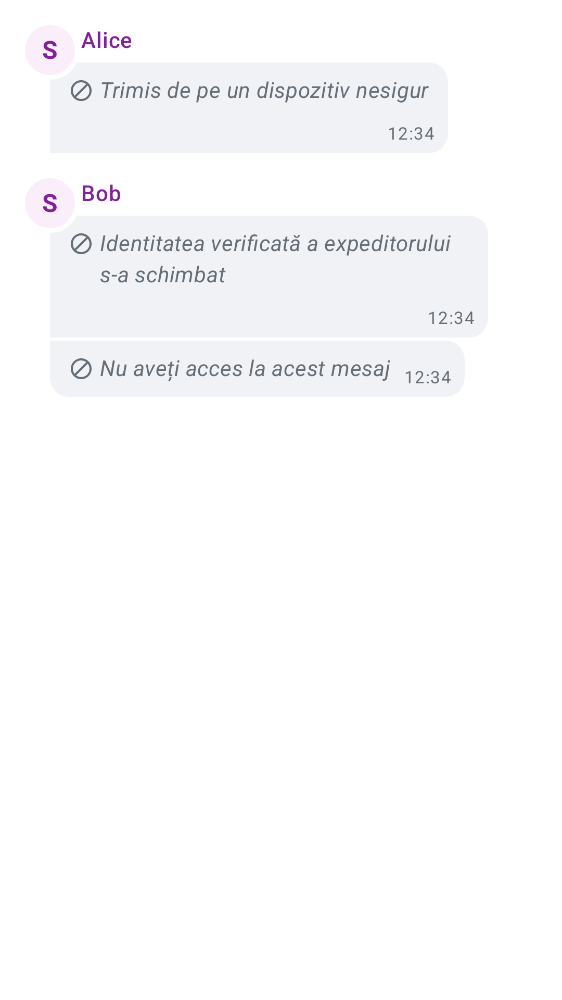 S
Alice
Trimis de pe un dispozitiv nesigur
12:34
S
Bob
Identitatea verificată a expeditorului
s-a schimbat
12:34
Nu aveți acces la acest mesaj 12:34